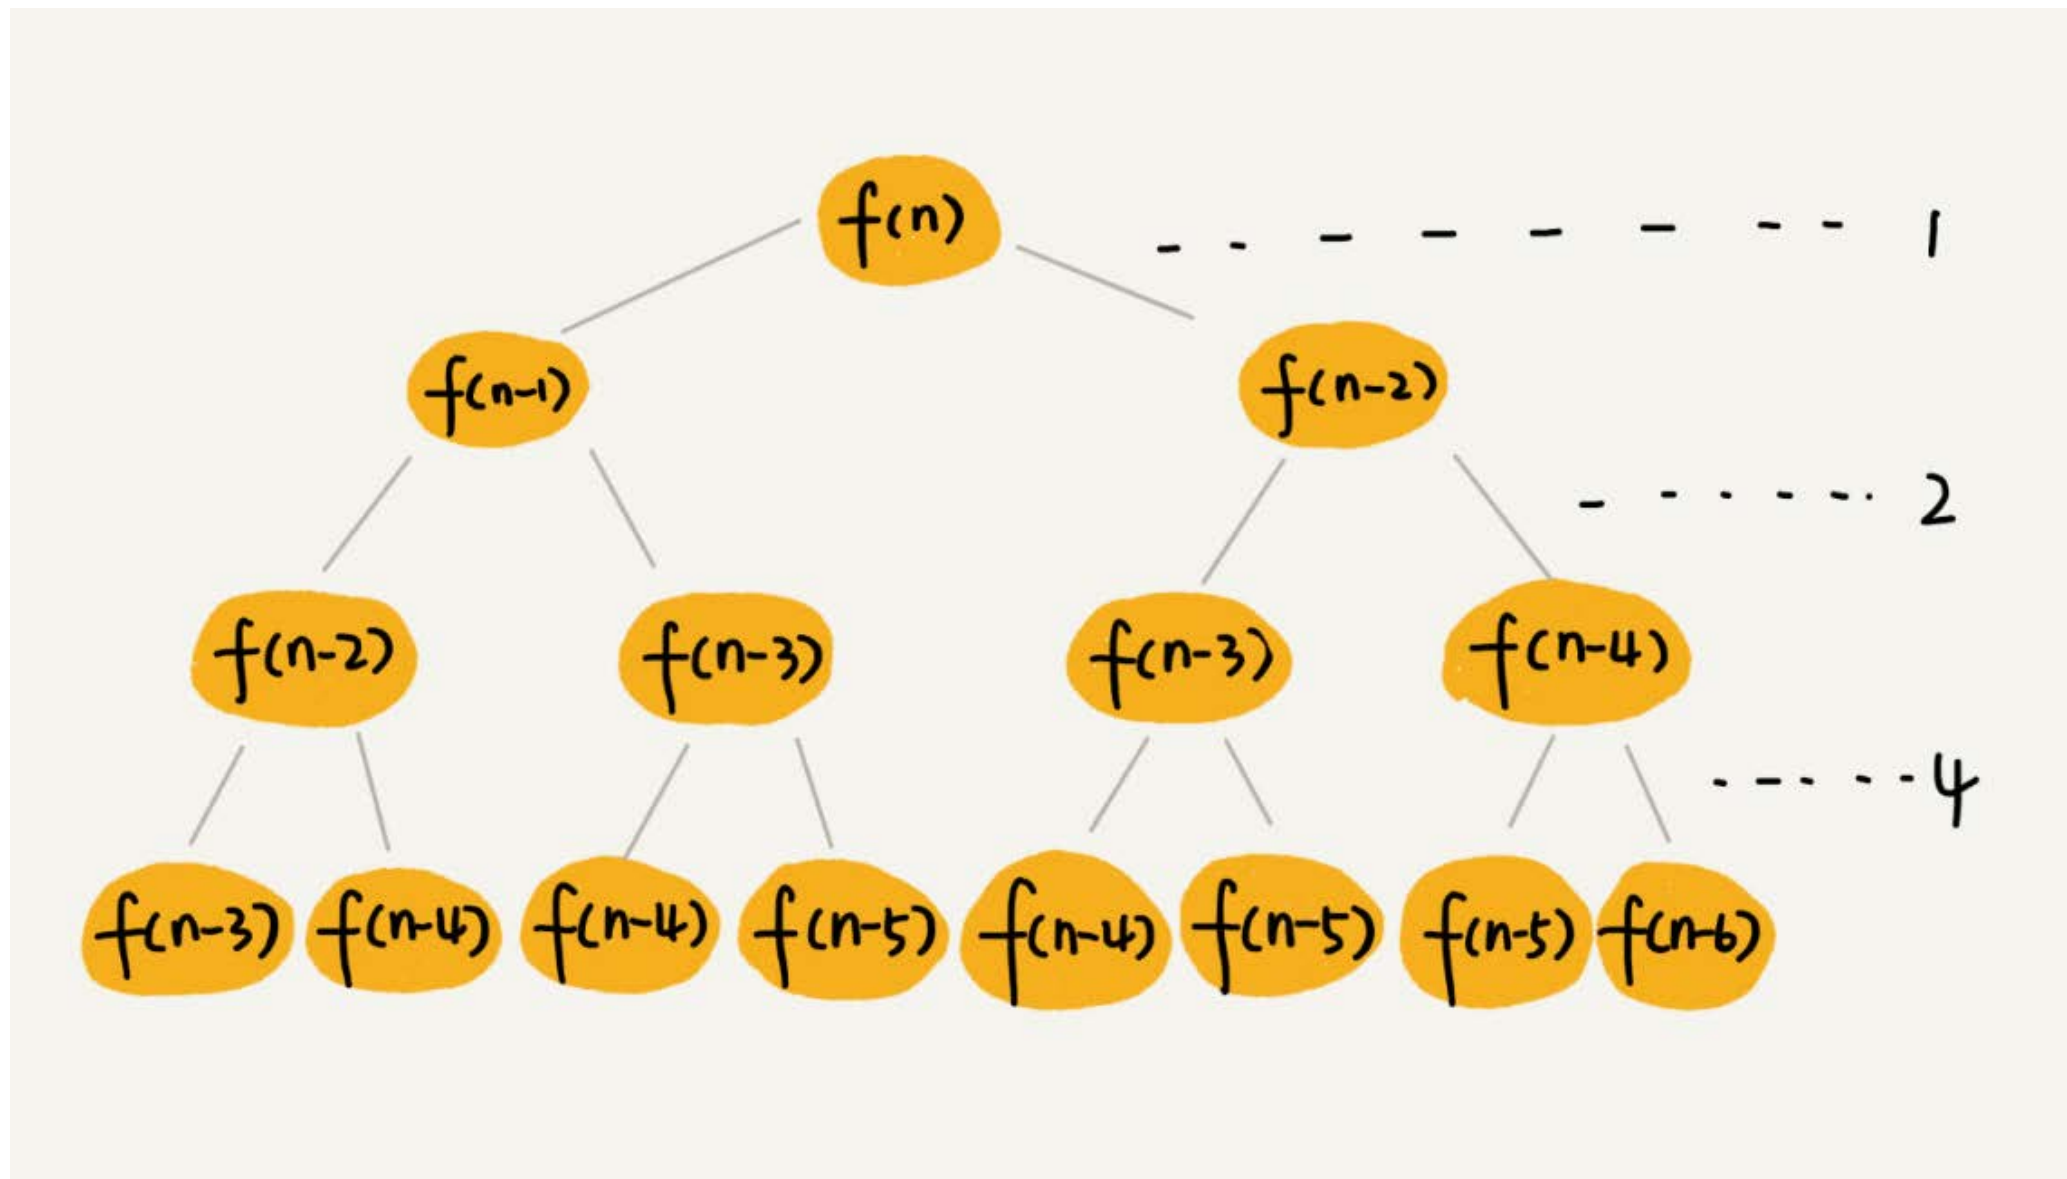 f(n) - - - - - - - - 1
f(n-1) f(n-2)
- - - - - - 2
f(n-2) f(n-3) f(n-3) f(n-4)
- - - - - 4
f(n-3) f(n-4) f(n-4) f(n-5) f(n-4) f(n-5) f(n-5) f(n-6)